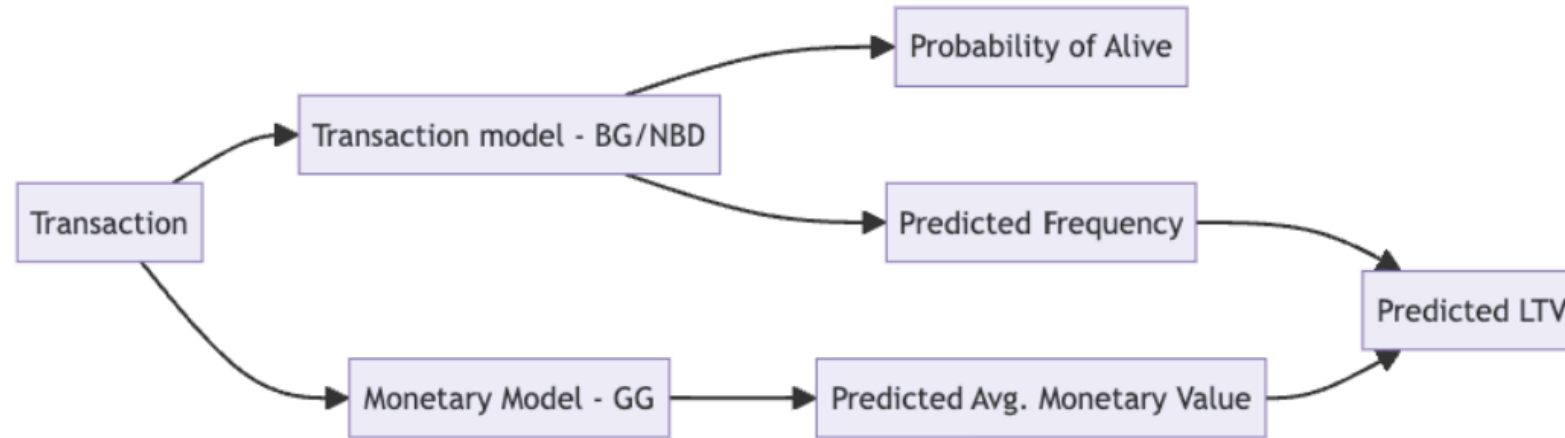 Probability of Alive
Transaction model - BG/NBD
Transaction
Predicted Frequency
Predicted LTV
Monetary Model - GG
Predicted Avg. Monetary Value